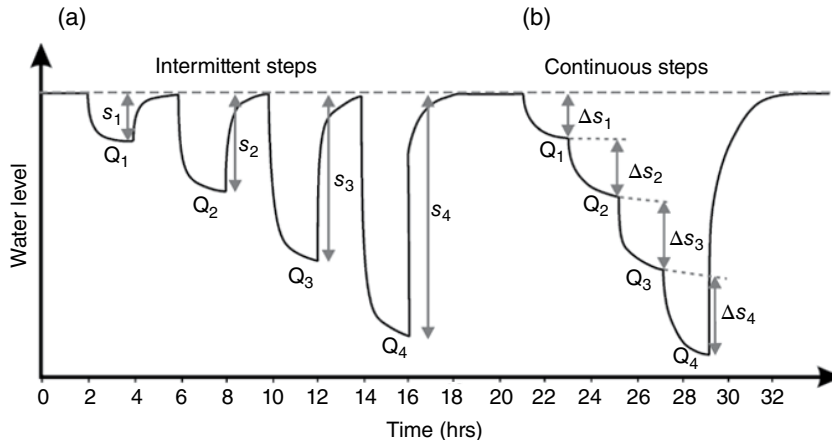 (a)
(b)
Intermittent steps
Continuous steps
s1
Q1
s2
Q2
s3
Q3
s4
Q4
Δs1
Q1
Δs2
Q2
Δs3
Q3
Δs4
Q4
Water level
0 2 4 6 8 10 12 14 16 18 20 22 24 26 28 30 32
Time (hrs)